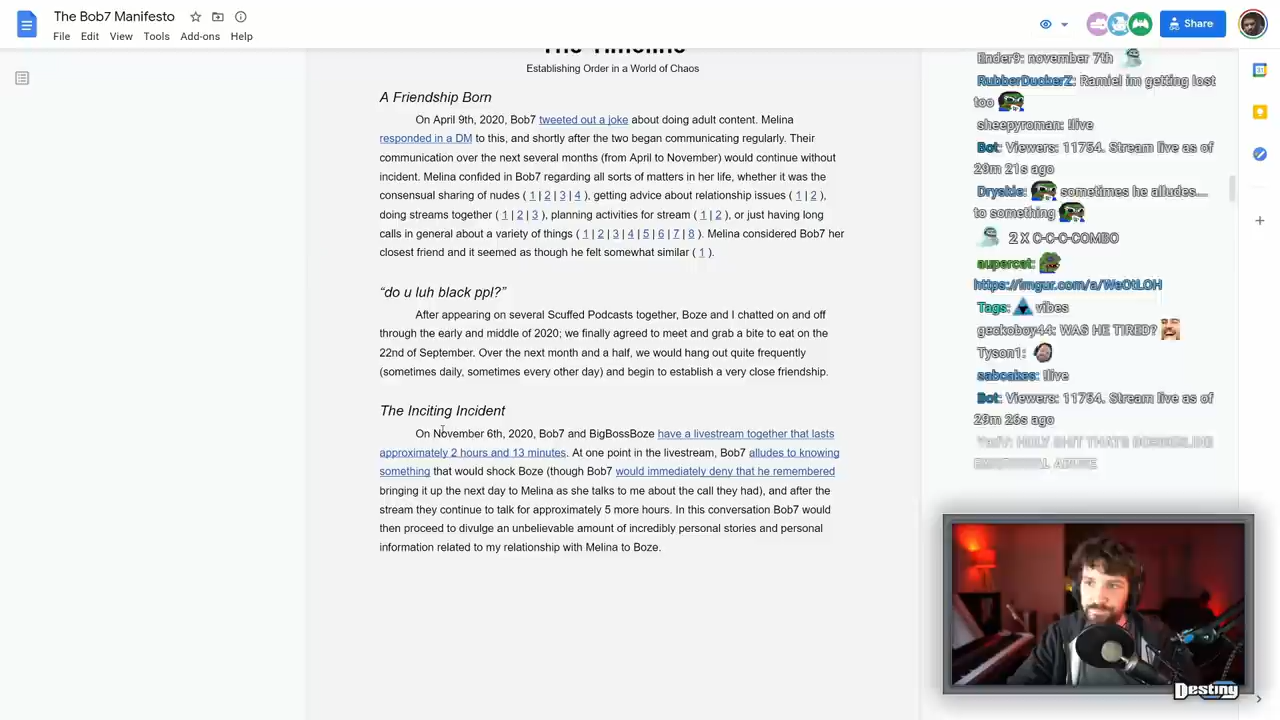 The Bob7 Manifesto
File Edit View Tools Add-ons Help
Share
The Timeline
Establishing Order in a World of Chaos
A Friendship Born
On April 9th, 2020, Bob7 tweeted out a joke about doing adult content. Melina
responded in a DM to this, and shortly after the two began communicating regularly. Their
communication over the next several months (from April to November) would continue without
incident. Melina confided in Bob7 regarding all sorts of matters in her life, whether it was the
consensual sharing of nudes ( 1 | 2 | 3 | 4 ), getting advice about relationship issues ( 1 | 2 ),
doing streams together ( 1 | 2 | 3 ), planning activities for stream ( 1 | 2 ), or just having long
calls in general about a variety of things ( 1 | 2 | 3 | 4 | 5 | 6 | 7 | 8 ). Melina considered Bob7 her
closest friend and it seemed as though he felt somewhat similar ( 1 ).
“do u luh black ppl?”
After appearing on several Scuffed Podcasts together, Boze and I chatted on and off
through the early and middle of 2020; we finally agreed to meet and grab a bite to eat on the
22nd of September. Over the next month and a half, we would hang out quite frequently
(sometimes daily, sometimes every other day) and begin to establish a very close friendship.
The Inciting Incident
On November 6th, 2020, Bob7 and BigBossBoze have a livestream together that lasts
approximately 2 hours and 13 minutes. At one point in the livestream, Bob7 alludes to knowing
something that would shock Boze (though Bob7 would immediately deny that he remembered
bringing it up the next day to Melina as she talks to me about the call they had), and after the
stream they continue to talk for approximately 5 more hours. In this conversation Bob7 would
then proceed to divulge an unbelievable amount of incredibly personal stories and personal
information related to my relationship with Melina to Boze.
Ender9: november 7th
RubberDuckerZ: Ramiel im getting lost
too
sheepyroman: !live
Bot: Viewers: 11754. Stream live as of
29m 21s ago
Dryskle: sometimes he alludes...
to something
2 X C-C-C-COMBO
aupercat:
https://imgur.com/a/WeOtLOH
Tags: vibes
geckoboy44: WAS HE TIRED?
Tyson1:
sabcakes: !live
Bot: Viewers: 11754. Stream live as of
29m 26s ago
HOLY SHIT THATS
ABUSE
Destiny